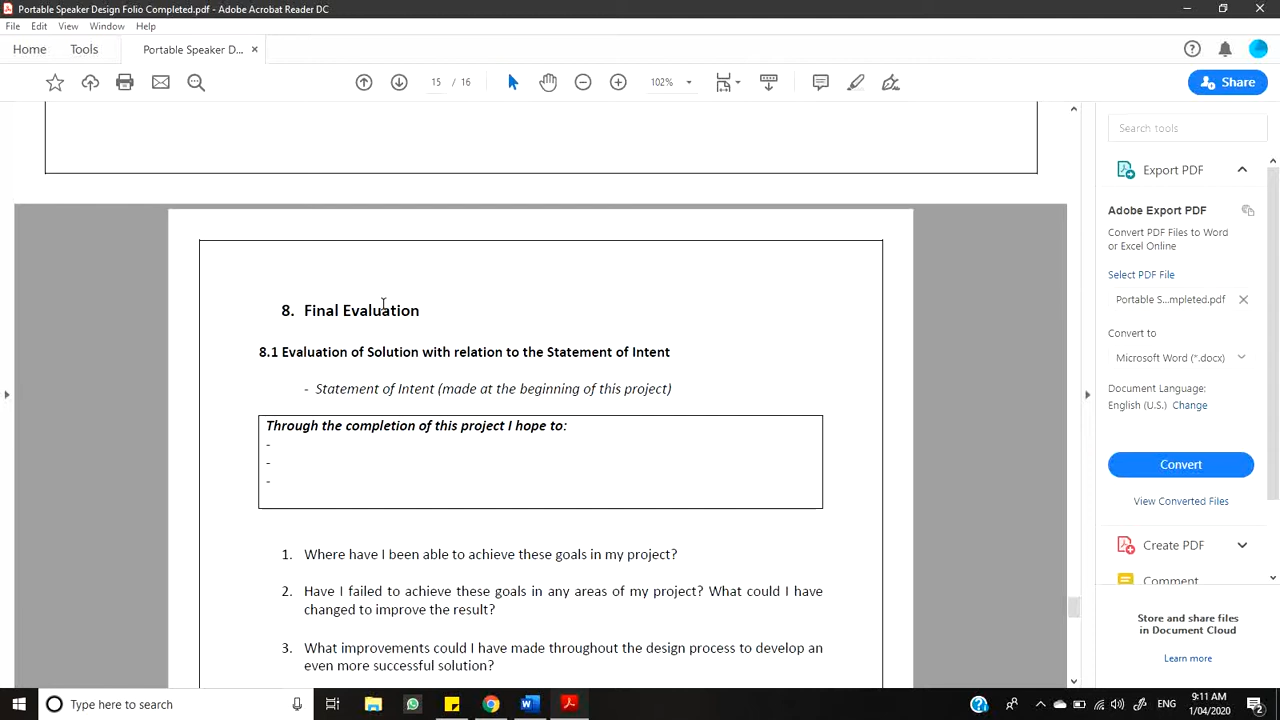 Portable Speaker Design Folio Completed.pdf - Adobe Acrobat Reader DC
File Edit View Window Help
Home Tools Portable Speaker D... ×
15 / 16 102% Share
Search tools
Export PDF
Adobe Export PDF
Convert PDF Files to Word
or Excel Online
Select PDF File
Portable S...mpleted.pdf
Convert to
Microsoft Word (*.docx)
Document Language:
English (U.S.) Change
Convert
View Converted Files
Create PDF
Comment
Store and share files
in Document Cloud
Learn more
8. Final Evaluation
8.1 Evaluation of Solution with relation to the Statement of Intent
- Statement of Intent (made at the beginning of this project)
Through the completion of this project I hope to:
-
-
-
1. Where have I been able to achieve these goals in my project?
2. Have I failed to achieve these goals in any areas of my project? What could I have
changed to improve the result?
3. What improvements could I have made throughout the design process to develop an
even more successful solution?
Type here to search
ENG
9:11 AM
1/04/2020
2